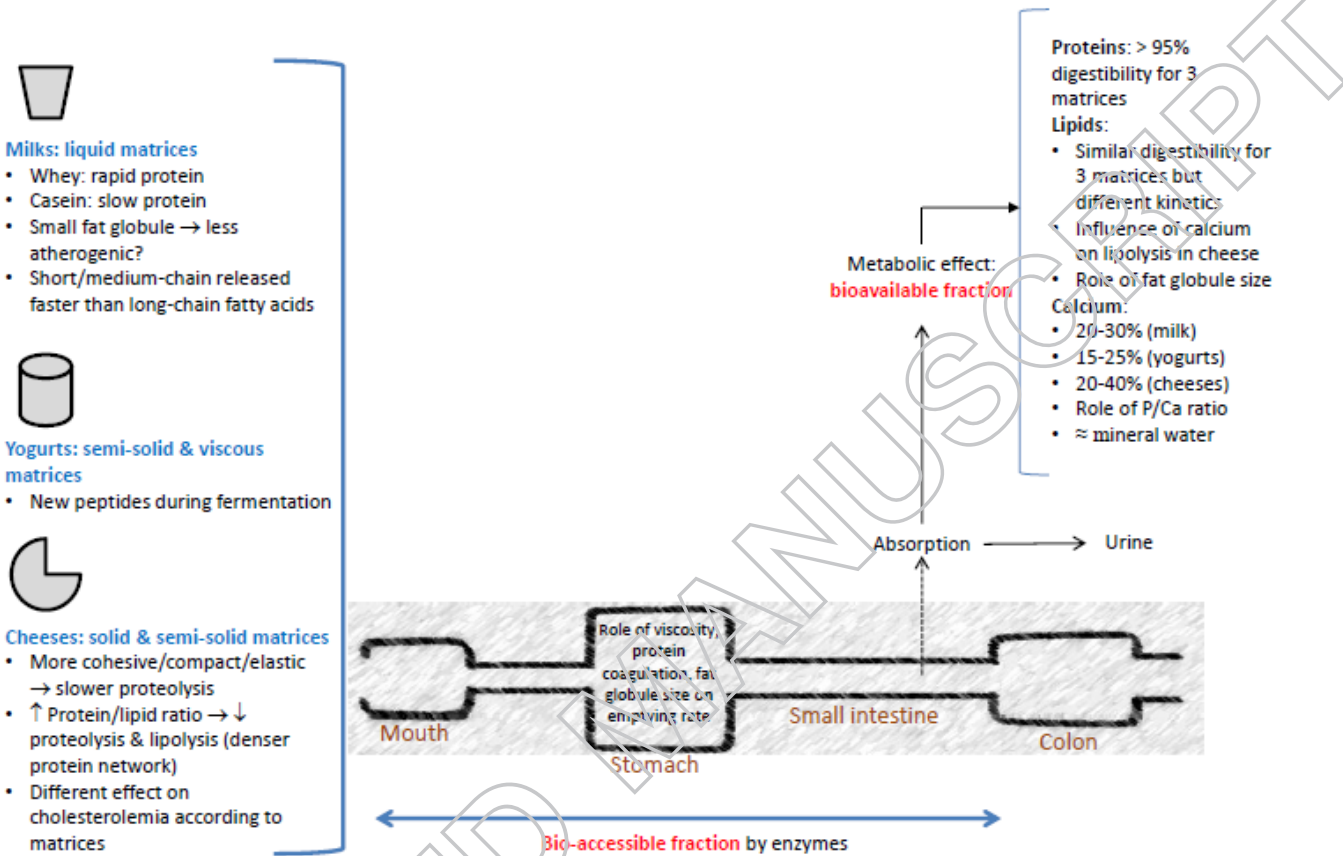 Milks: liquid matrices
• Whey: rapid protein
• Casein: slow protein
• Small fat globule → less
atherogenic?
• Short/medium-chain released
faster than long-chain fatty acids
Yogurts: semi-solid & viscous
matrices
• New peptides during fermentation
Cheeses: solid & semi-solid matrices
• More cohesive/compact/elastic
→ slower proteolysis
• ↑ Protein/lipid ratio → ↓
proteolysis & lipolysis (denser
protein network)
• Different effect on
cholesterolemia according to
matrices
Mouth
Role of viscosity,
protein
coagulation, fat
globule size on
emptying rate
Stomach
Small intestine
Colon
Bio-accessible fraction by enzymes
Absorption
Urine
Metabolic effect:
bioavailable fraction
Proteins: > 95%
digestibility for 3
matrices
Lipids:
• Similar digestibility for
3 matrices but
different kinetics
• Influence of calcium
on lipolysis in cheese
• Role of fat globule size
Calcium:
• 20-30% (milk)
• 15-25% (yogurts)
• 20-40% (cheeses)
• Role of P/Ca ratio
• ≈ mineral water
D MANUSCRIPT